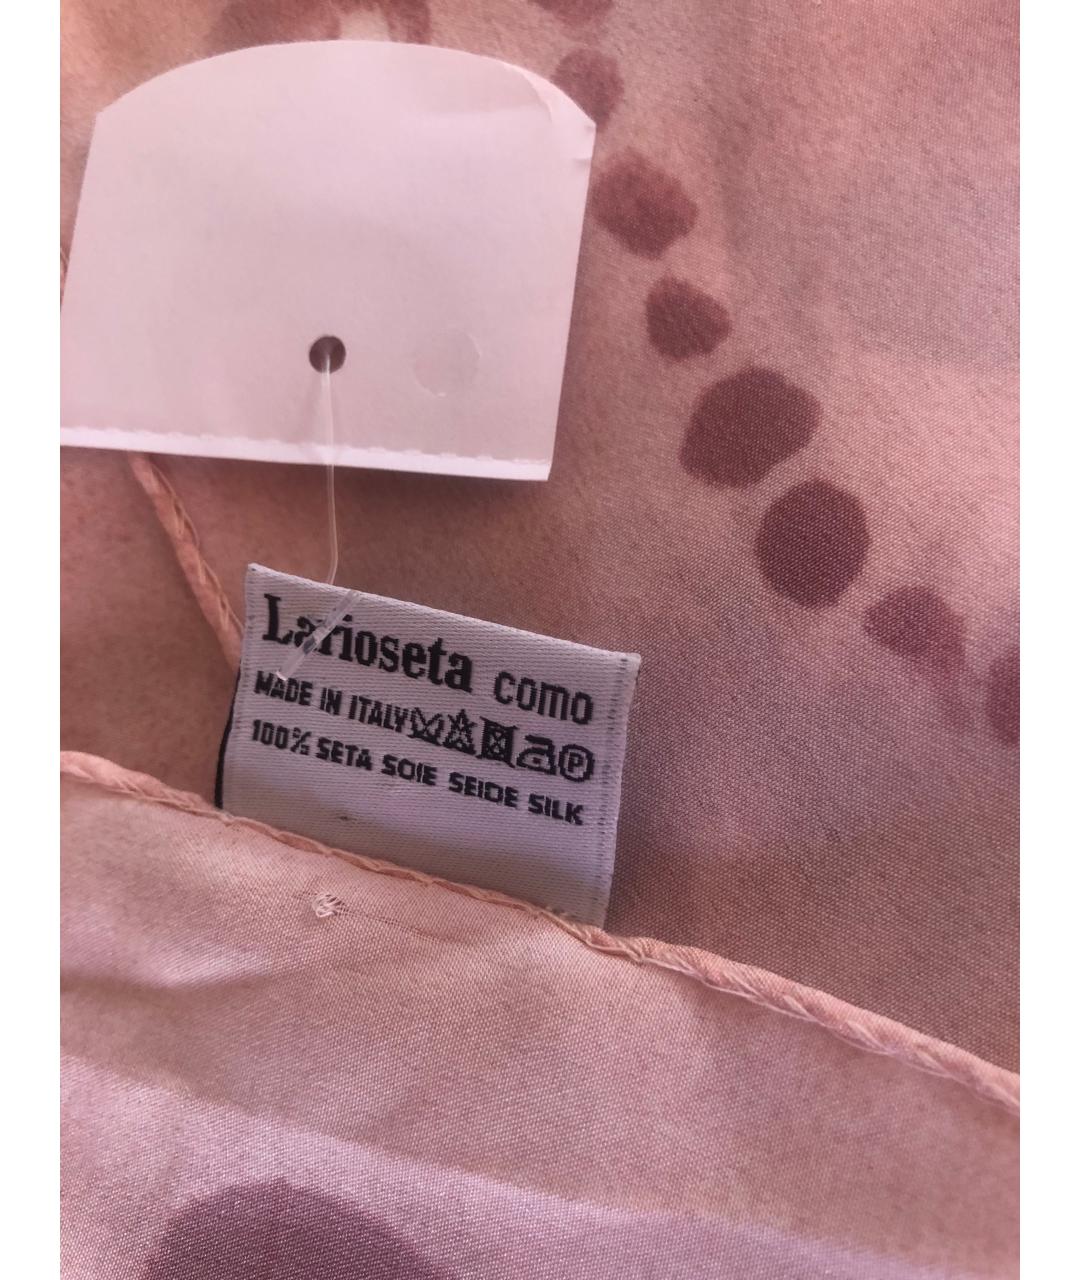 Larioseta como
MADE IN ITALY P
100% SETA SOIE SEIDE SILK